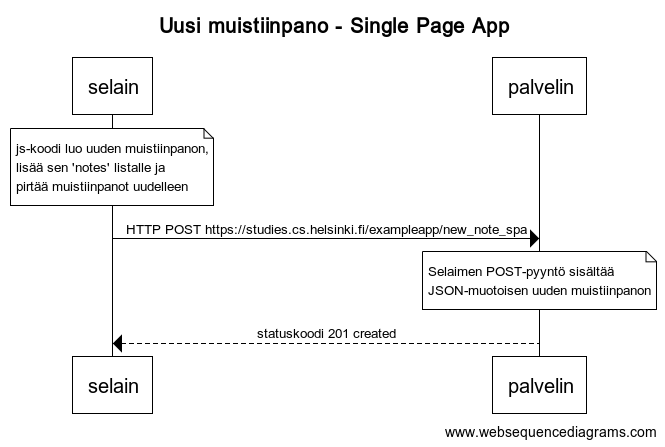 Uusi muistiinpano - Single Page App
selain
palvelin
js-koodi luo uuden muistiinpanon,
lisää sen 'notes' listalle ja
pirtää muistiinpanot uudelleen
HTTP POST https://studies.cs.helsinki.fi/exampleapp/new_note_spa
Selaimen POST-pyyntö sisältää
JSON-muotoisen uuden muistiinpanon
statuskoodi 201 created
selain
palvelin
www.websequencediagrams.com